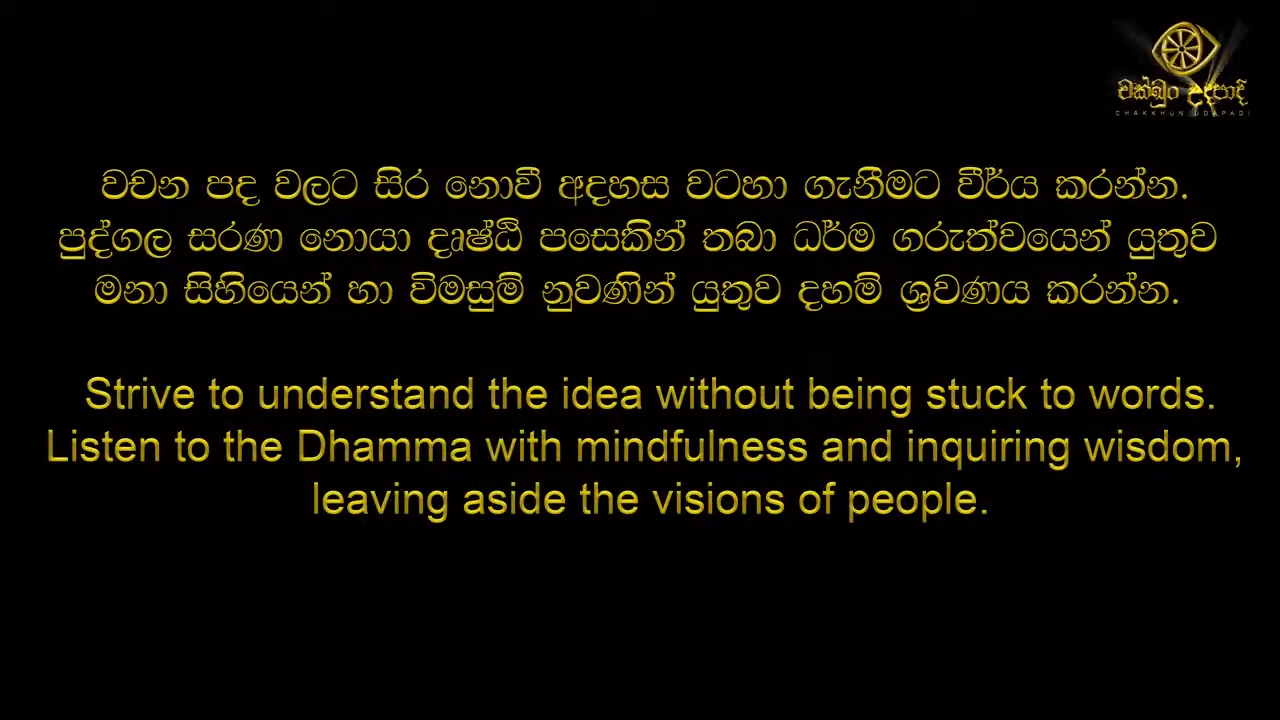 චක්ඛුං උදපාදි
CHAKKHUN UDAPADI
වචන පද වලට සිර නොවී අදහස වටහා ගැනීමට වීර්ය කරන්න.
පුද්ගල සරණ නොයා දෘෂ්ඨි පසෙකින් තබා ධර්ම ගරුත්වයෙන් යුතුව
මනා සිහියෙන් හා විමසුම් නුවණින් යුතුව දහම් ශ්‍රවණය කරන්න.
Strive to understand the idea without being stuck to words.
Listen to the Dhamma with mindfulness and inquiring wisdom,
leaving aside the visions of people.